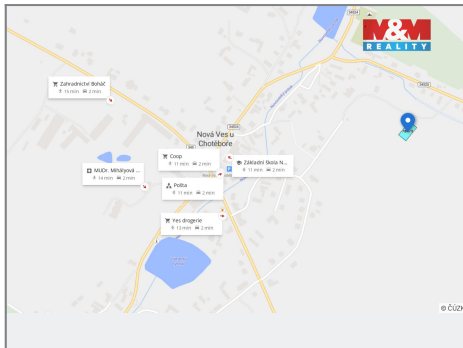 M&M
REALITY
Zahradnictví Boháč
15 min 2 min
Nová Ves u
Chotěboře
Coop
11 min 2 min
Základní škola N...
11 min 2 min
MUDr. Mihályová ...
14 min 2 min
Pošta
11 min 2 min
Yes drogerie
13 min 2 min
© ČÚZK